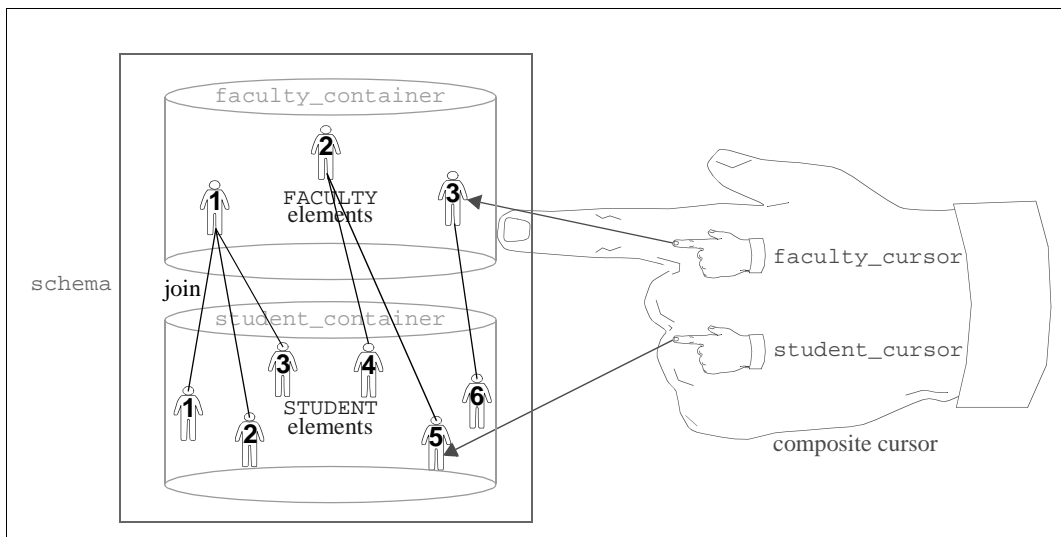 faculty_container
2
1
3
FACULTY
elements
faculty_cursor
schema
join
student_container
student_cursor
3
4
1
6
STUDENT
2
5
elements
composite cursor